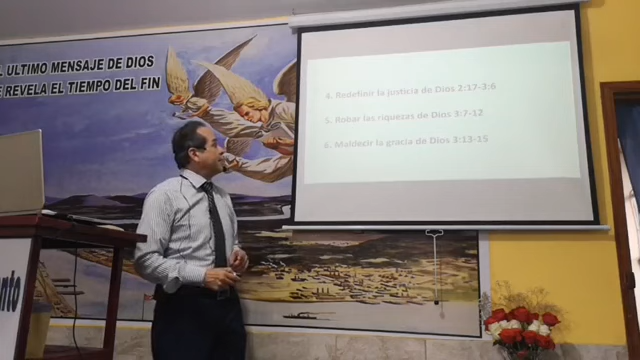 ULTIMO MENSAJE DE DIOS
REVELA EL TIEMPO DEL FIN
4. Redefinir la justicia de Dios 2:17-3:6
5. Robar las riquezas de Dios 3:7-12
6. Maldecir la gracia de Dios 3:13-15